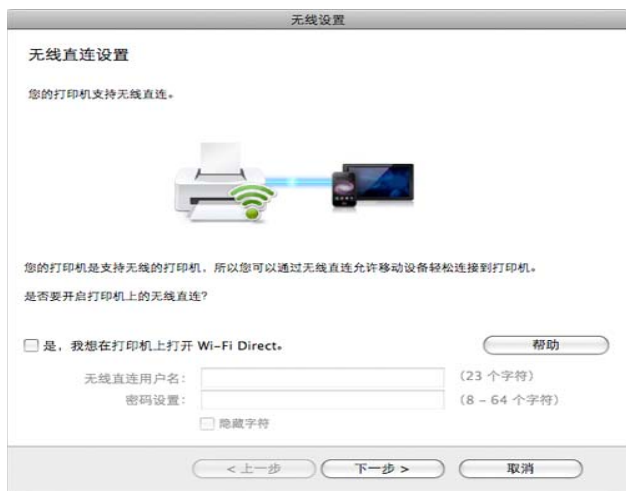 无线设置
无线直连设置
您的打印机支持无线直连。
您的打印机是支持无线的打印机，所以您可以通过无线直连允许移动设备轻松连接到打印机。
是否要开启打印机上的无线直连?
是，我想在打印机上打开 Wi-Fi Direct。 帮助
无线直连用户名: (23 个字符)
密码设置: (8 - 64 个字符)
隐藏字符
< 上一步 下一步 > 取消